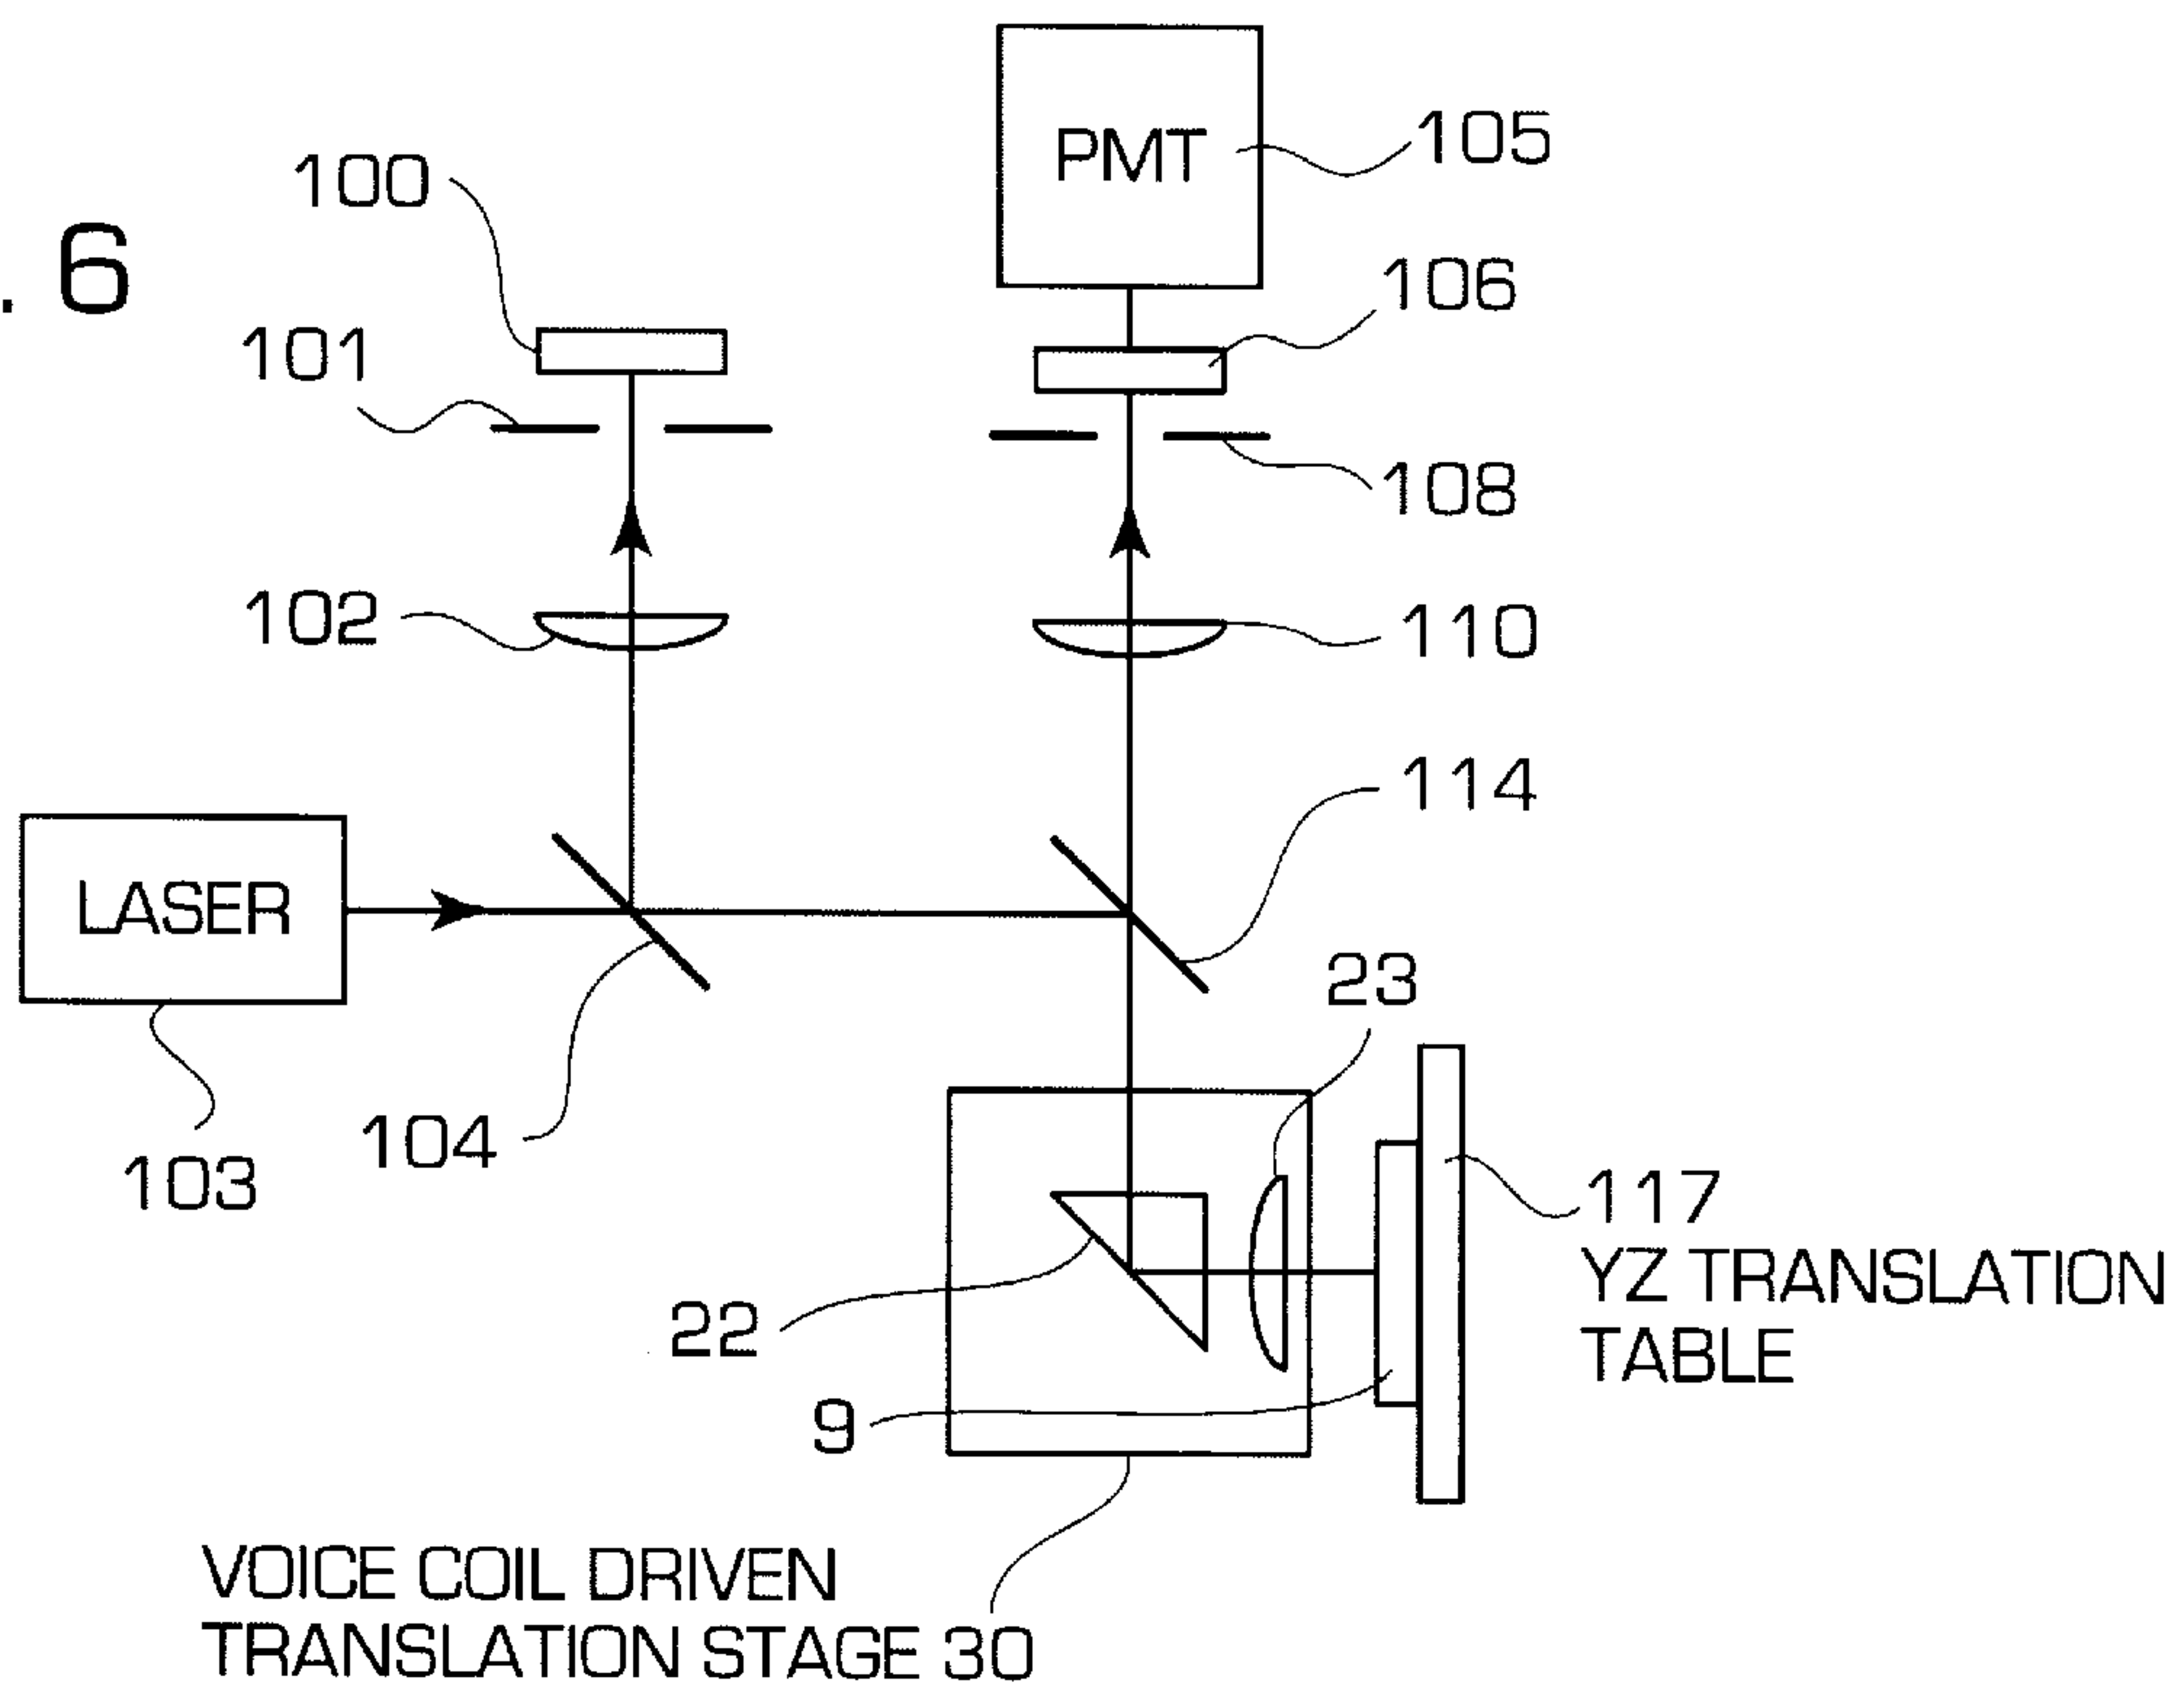 . 6
100
101
102
LASER
103
104
PMT
105
106
108
110
114
23
22
9
117
YZ TRANSLATION
TABLE
VOICE COIL DRIVEN
TRANSLATION STAGE 30